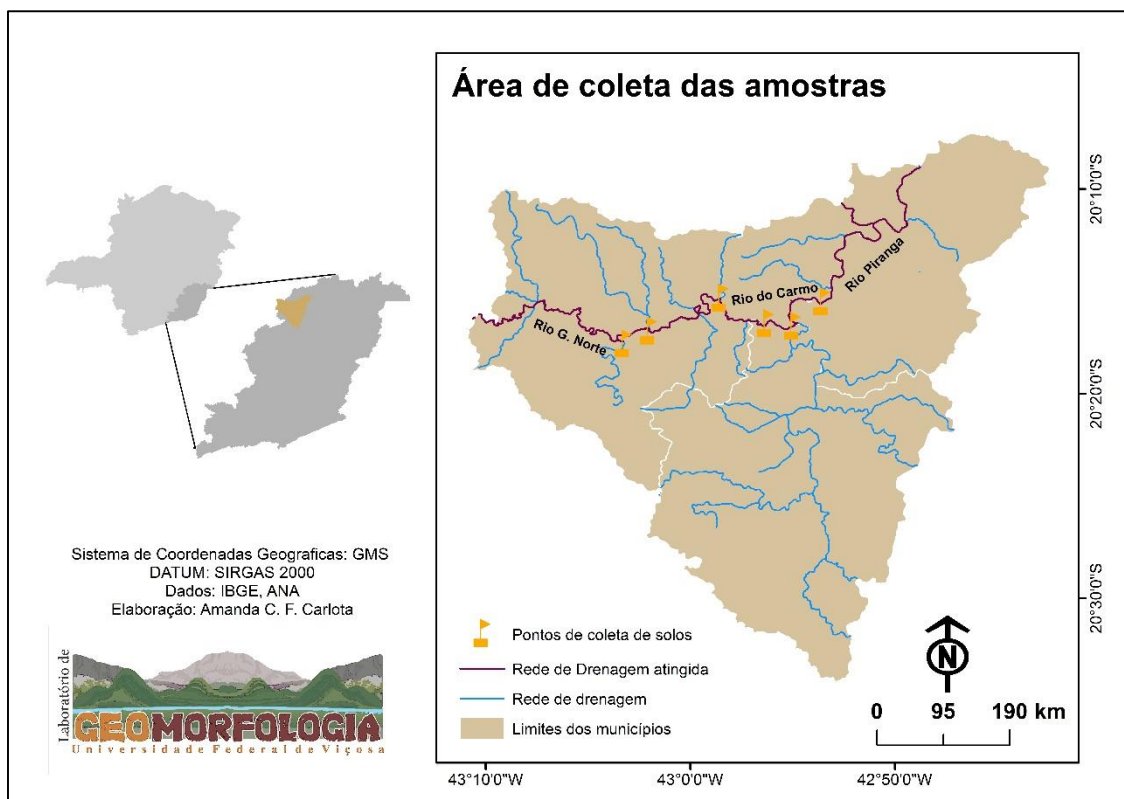 Área de coleta das amostras
20°10'0"S
Rio Piranga
Rio do Carmo
Rio G. Norte
20°20'0"S
20°30'0"S
Sistema de Coordenadas Geograficas: GMS
DATUM: SIRGAS 2000
Dados: IBGE, ANA
Elaboração: Amanda C. F. Carlota
Laboratório de
GEOMORFOLOGIA
Universidade Federal de Viçosa
Pontos de coleta de solos
Rede de Drenagem atingida
Rede de drenagem
Limites dos municípios
N
0 95 190 km
43°10'0"W 43°0'0"W 42°50'0"W